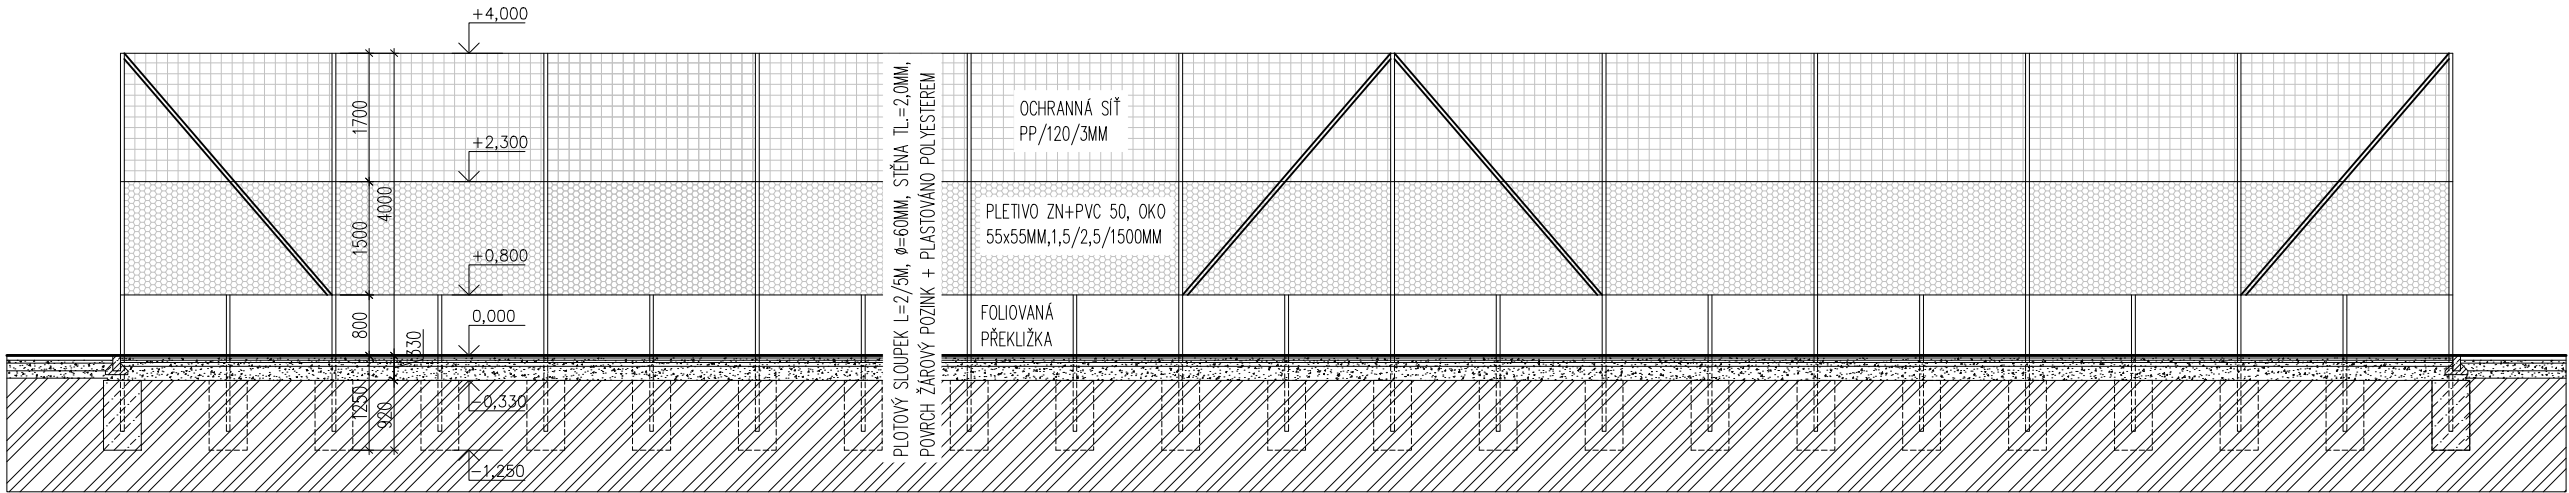 +4,000
1700
+2,300
4000
1500
+0,800
800
0,000
330
1250
920
-0,330
-1,250
PLOTOVÝ SLOUPEK L=2/5M, ø=60MM, STĚNA TL.=2,0MM,
POVRCH ŽÁROVÝ POZINK + PLASTOVÁNO POLYESTEREM
OCHRANNÁ SÍŤ
PP/120/3MM
PLETIVO ZN+PVC 50, OKO
55x55MM,1,5/2,5/1500MM
FOLIOVANÁ
PŘEKLIŽKA